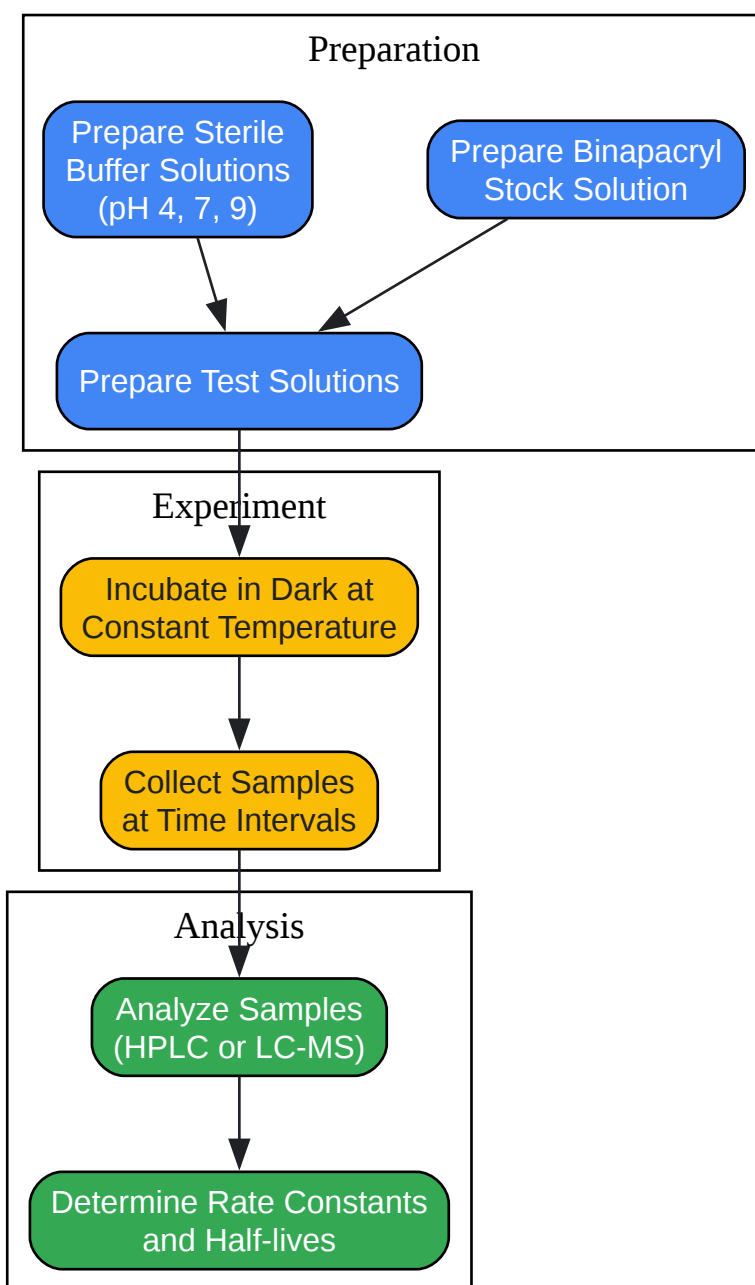 Preparation
Prepare Sterile
Buffer Solutions
(pH 4, 7, 9)
Prepare Binapacryl
Stock Solution
Prepare Test Solutions
Experiment
Incubate in Dark at
Constant Temperature
Collect Samples
at Time Intervals
Analysis
Analyze Samples
(HPLC or LC-MS)
Determine Rate Constants
and Half-lives